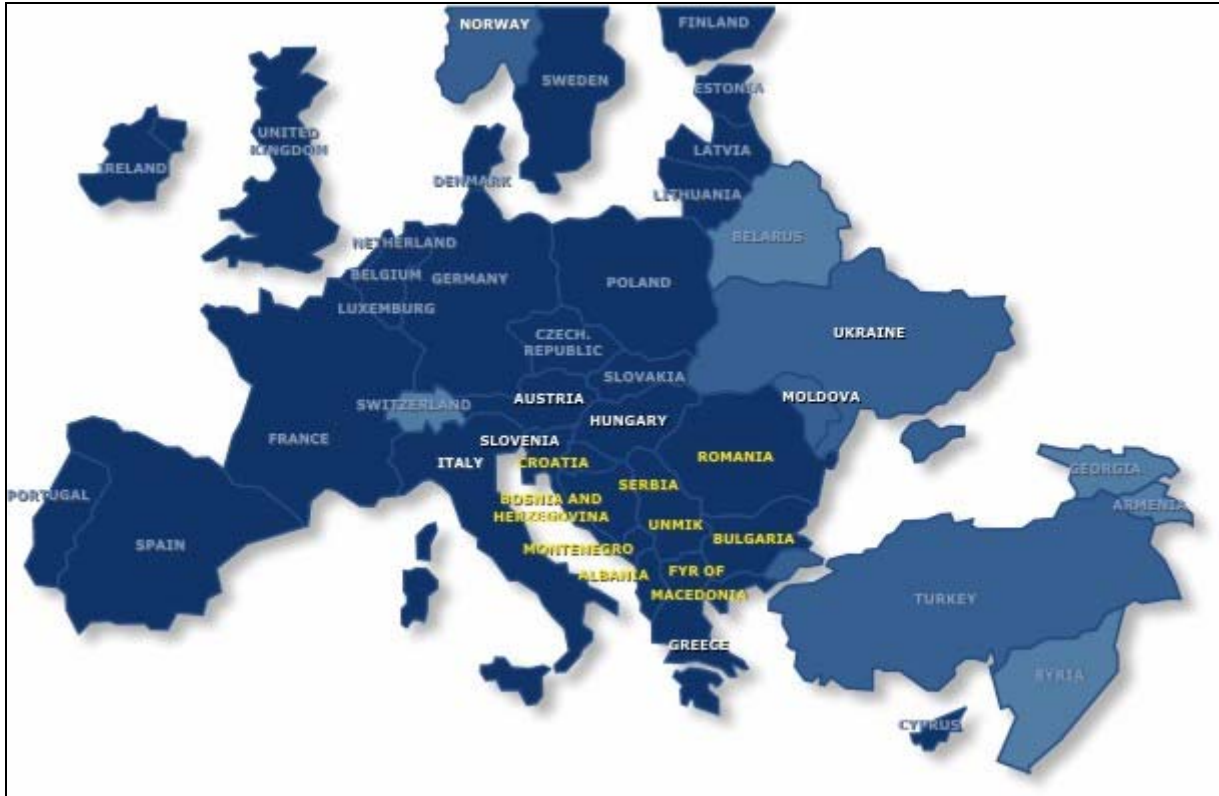 NORWAY
FINLAND
SWEDEN
ESTONIA
UNITED
KINGDOM
LATVIA
IRELAND
DENMARK
LITHUANIA
BELARUS
NETHERLAND
BELGIUM
GERMANY
POLAND
LUXEMBURG
UKRAINE
CZECH.
REPUBLIC
SLOVAKIA
SWITZERLAND
AUSTRIA
MOLDOVA
HUNGARY
FRANCE
SLOVENIA
ITALY
CROATIA
ROMANIA
GEORGIA
SERBIA
PORTUGAL
BOSNIA AND
HERZEGOVINA
ARMENIA
UNMIK
SPAIN
BULGARIA
MONTENEGRO
ALBANIA
FYR OF
MACEDONIA
TURKEY
GREECE
SYRIA
CYPRUS